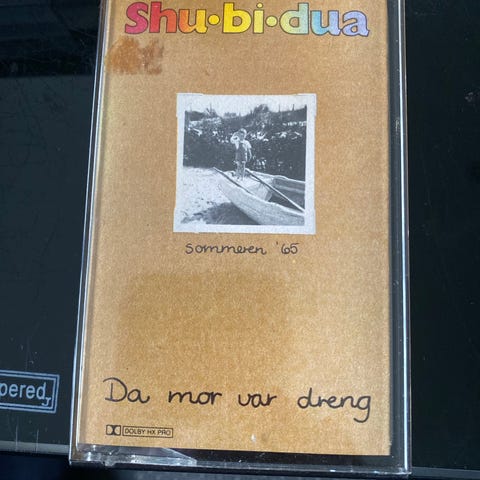 shu•bi•dua
sommeren '65
Da mor var dreng
DOLBY HX PRO
pered